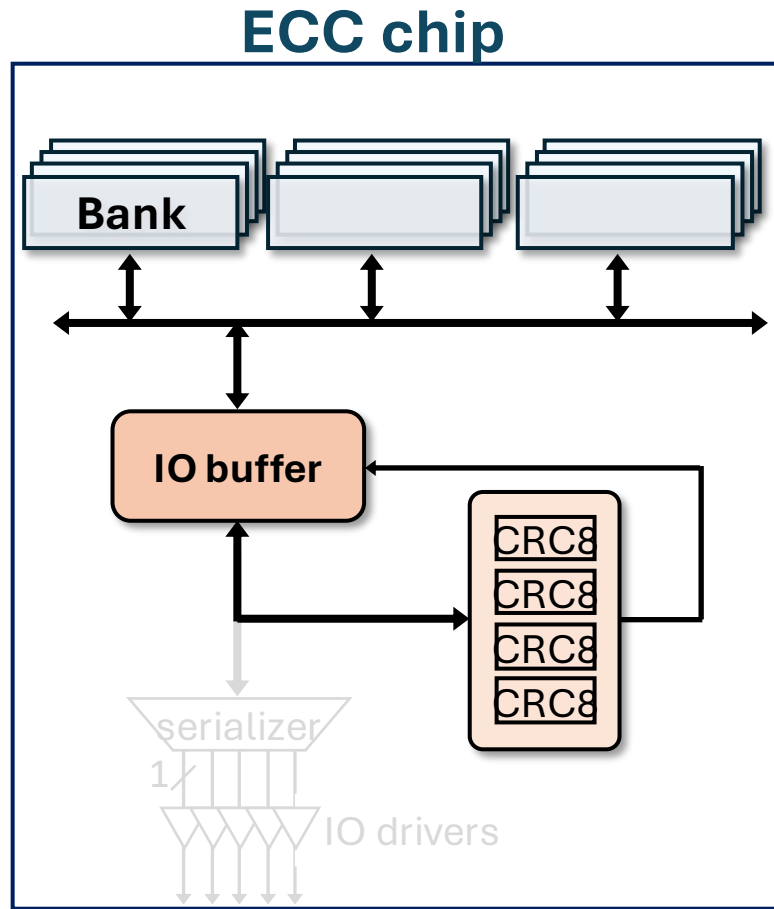 ECC chip
Bank
IO buffer
CRC8
CRC8
CRC8
CRC8
serializer
1
IO drivers